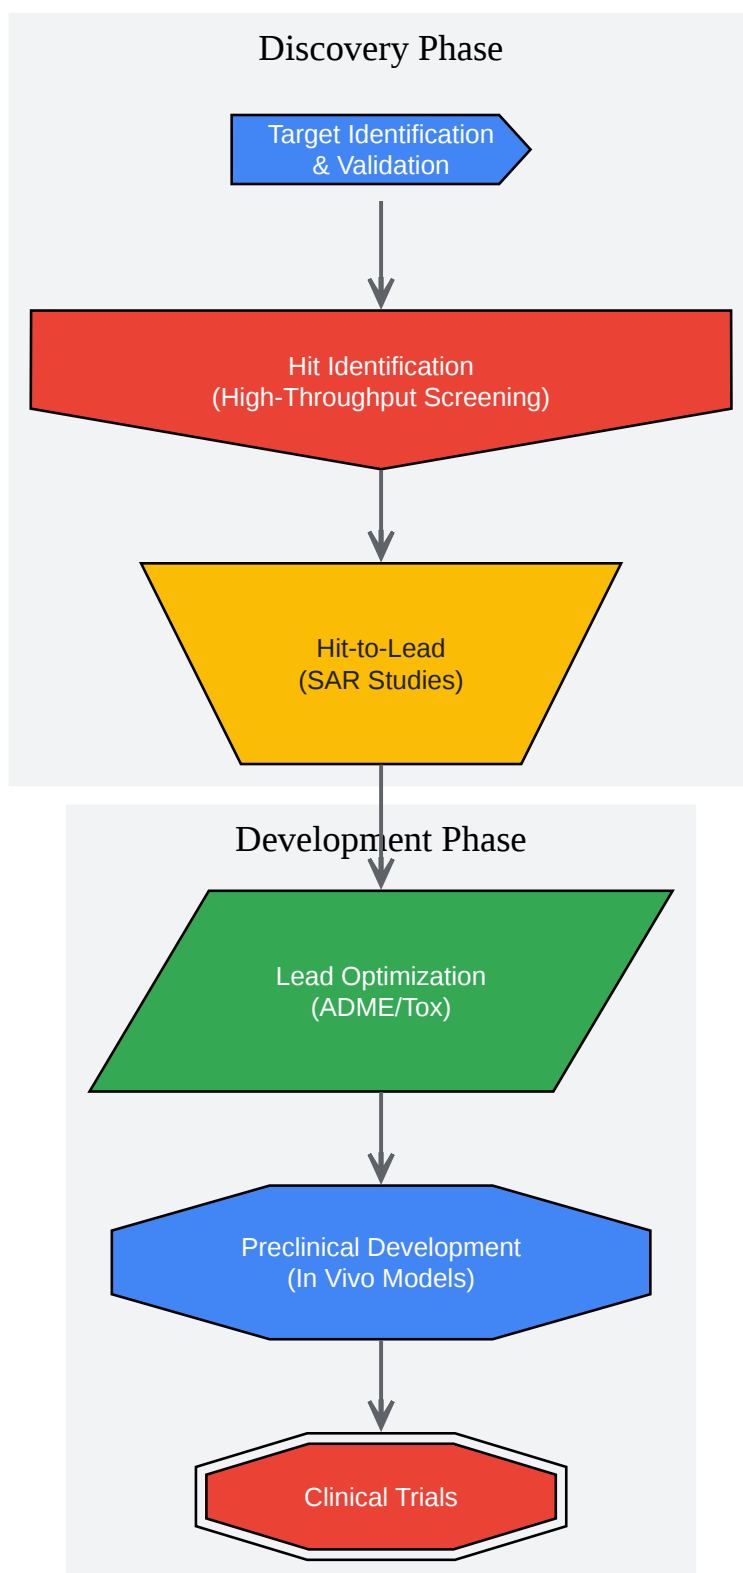 Discovery Phase
Target Identification
& Validation
Hit Identification
(High-Throughput Screening)
Hit-to-Lead
(SAR Studies)
Development Phase
Lead Optimization
(ADME/Tox)
Preclinical Development
(In Vivo Models)
Clinical Trials